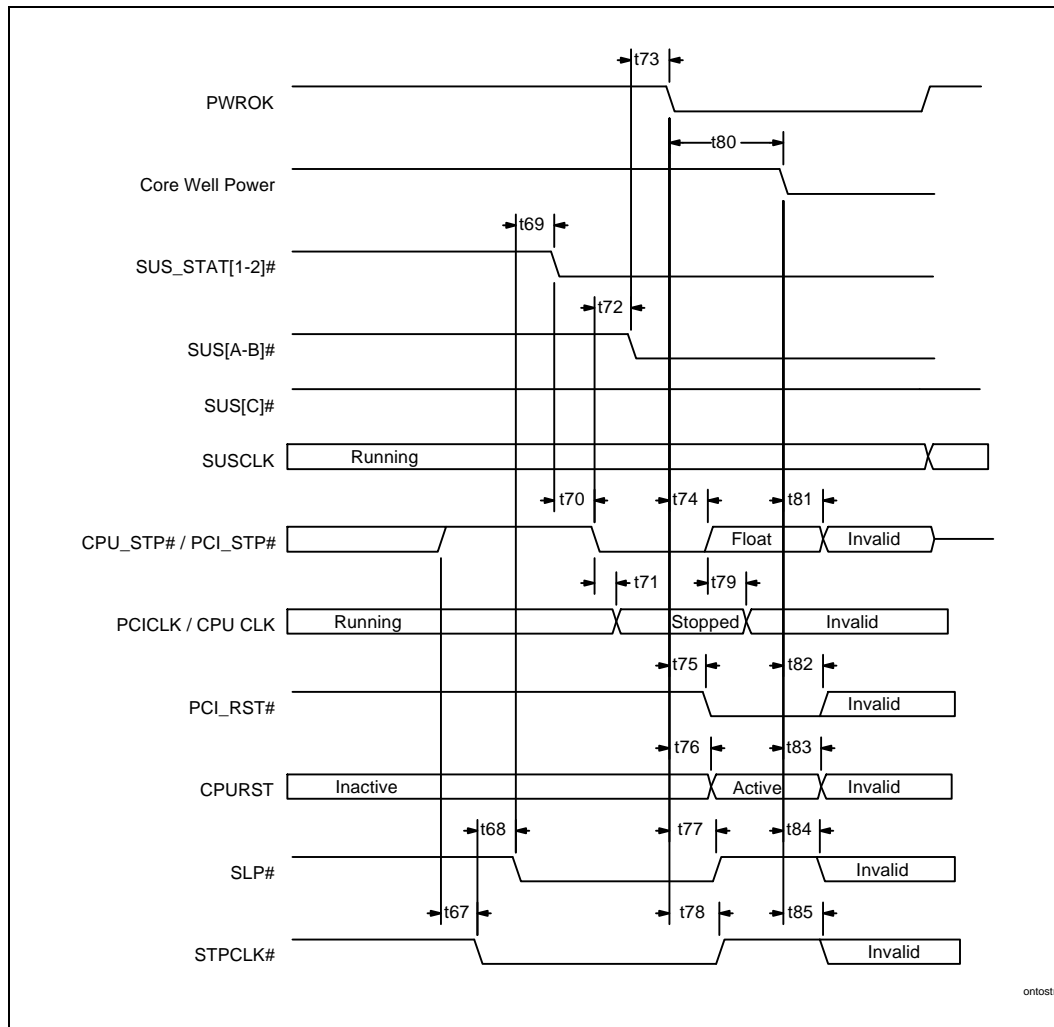 t73
PWROK
t80
Core Well Power
t69
SUS_STAT[1-2]#
t72
SUS[A-B]#
SUS[C]#
SUSCLK Running
t70 t74 t81
CPU_STP# / PCI_STP# Float Invalid
t71 t79
PCICLK / CPU CLK Running Stopped Invalid
t75 t82
PCI_RST# Invalid
t76 t83
CPURST Inactive Active Invalid
t68 t77 t84
SLP# Invalid
t67 t78 t85
STPCLK# Invalid